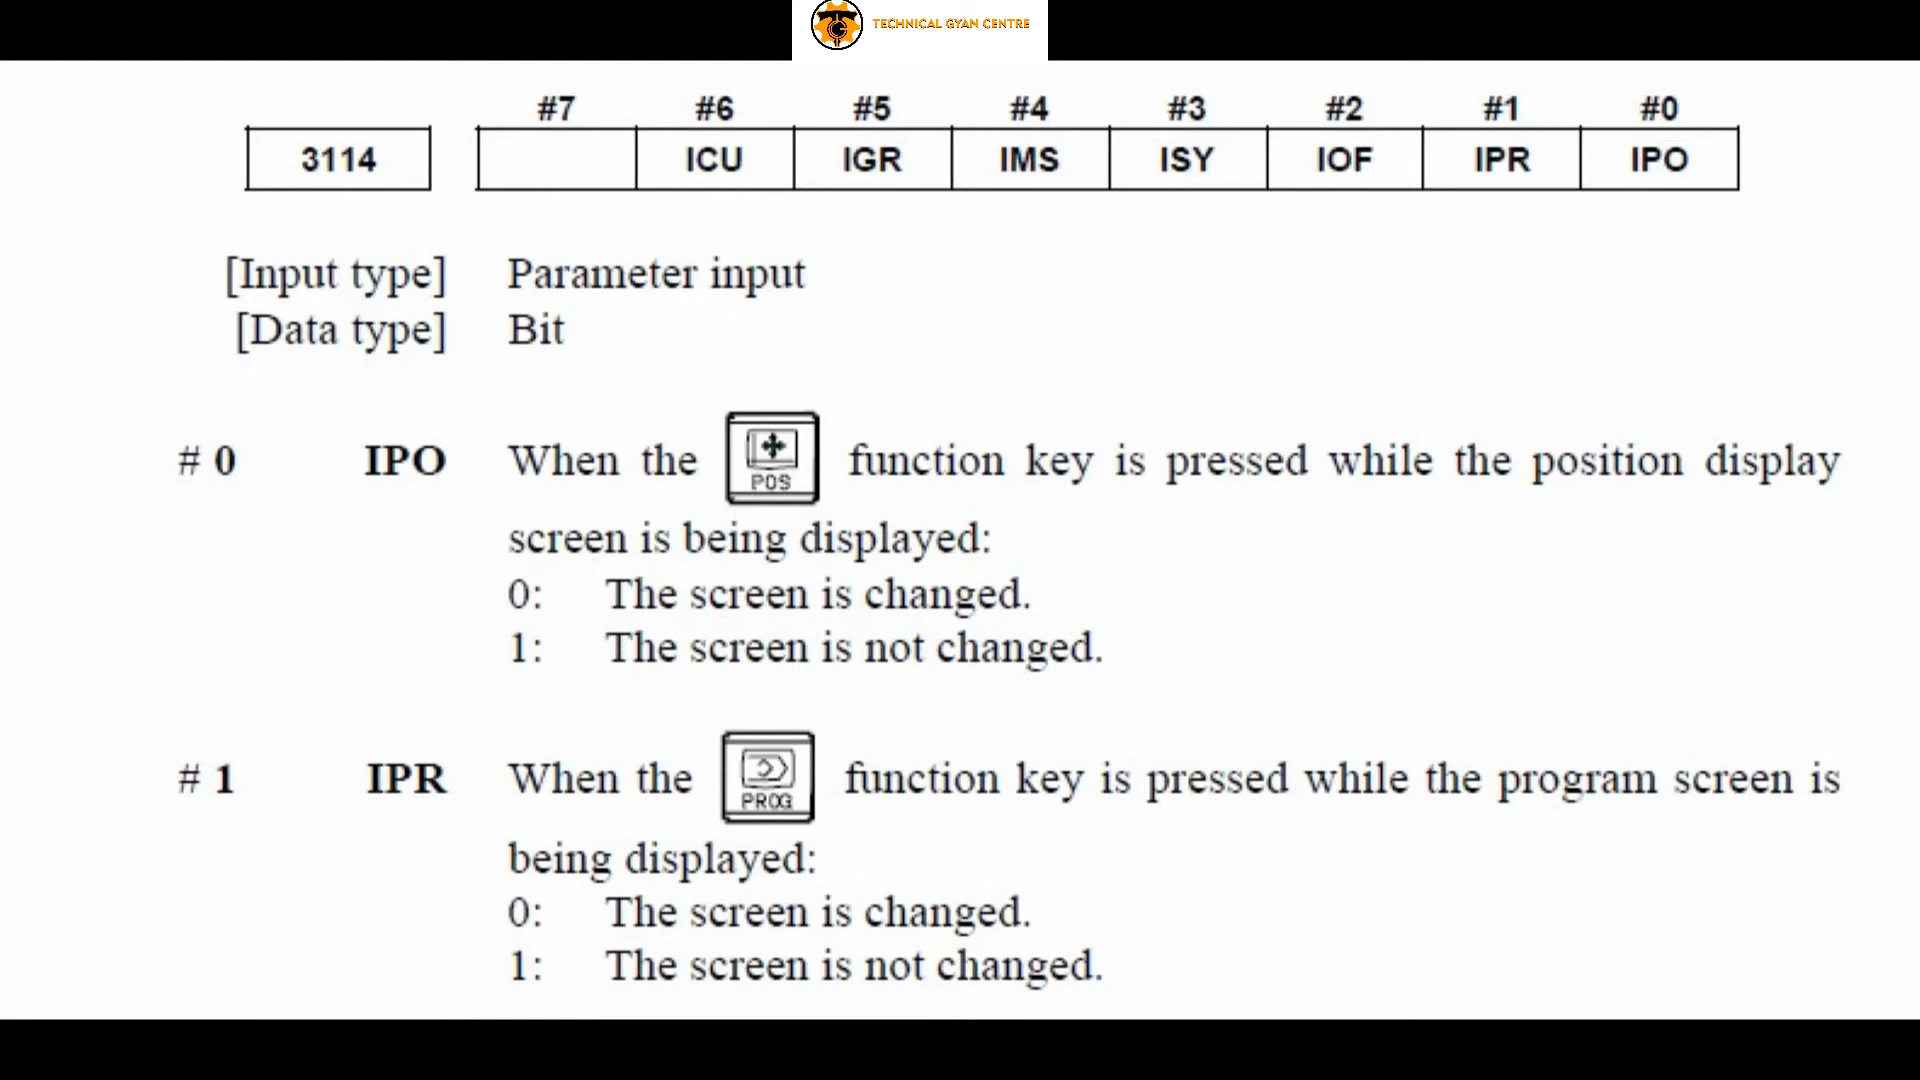 TECHNICAL GYAN CENTRE
#7 #6 #5 #4 #3 #2 #1 #0
3114 ICU IGR IMS ISY IOF IPR IPO
[Input type] Parameter input
[Data type] Bit
# 0 IPO When the POS function key is pressed while the position display
screen is being displayed:
0: The screen is changed.
1: The screen is not changed.
# 1 IPR When the PROG function key is pressed while the program screen is
being displayed:
0: The screen is changed.
1: The screen is not changed.